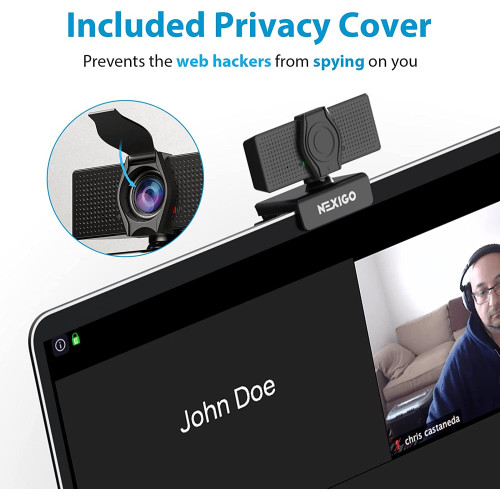 Included Privacy Cover
Prevents the web hackers from spying on you
NEXIGO
John Doe
chris castaneda